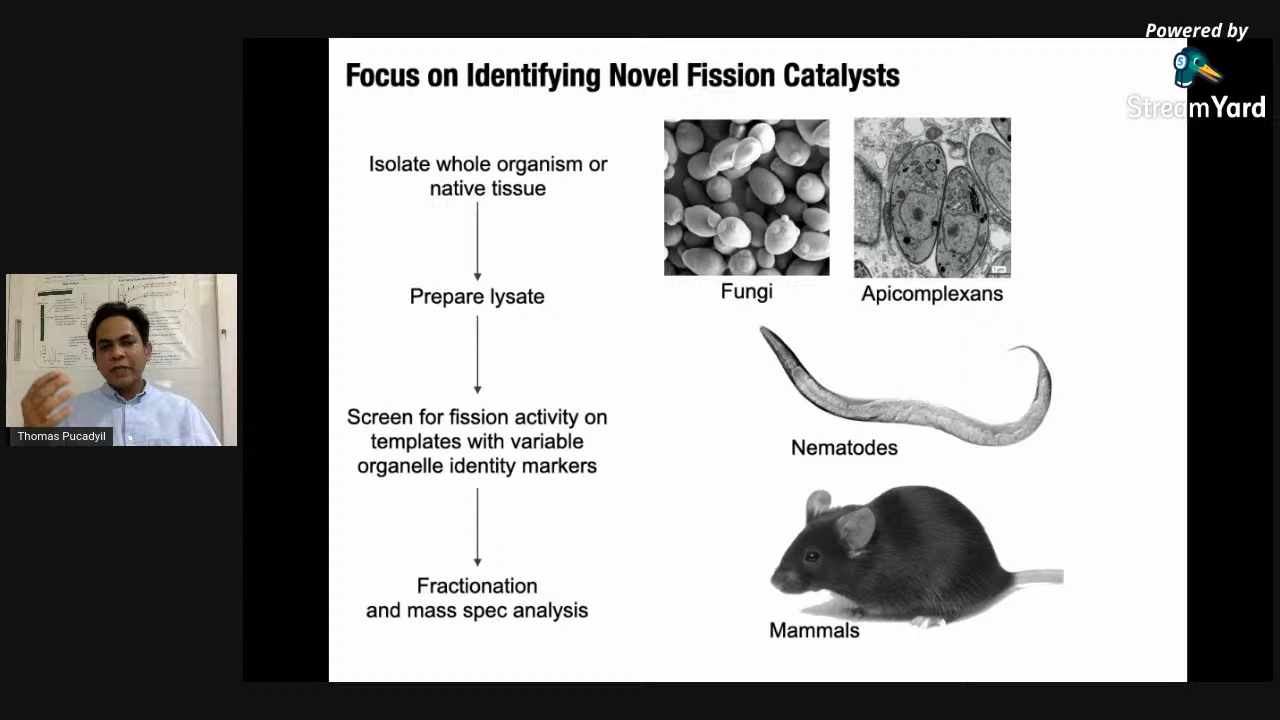 Powered by
StreamYard
Focus on Identifying Novel Fission Catalysts
Isolate whole organism or
native tissue
Prepare lysate
Screen for fission activity on
templates with variable
organelle identity markers
Fractionation
and mass spec analysis
Fungi
Apicomplexans
Nematodes
Mammals
Thomas Pucadyil